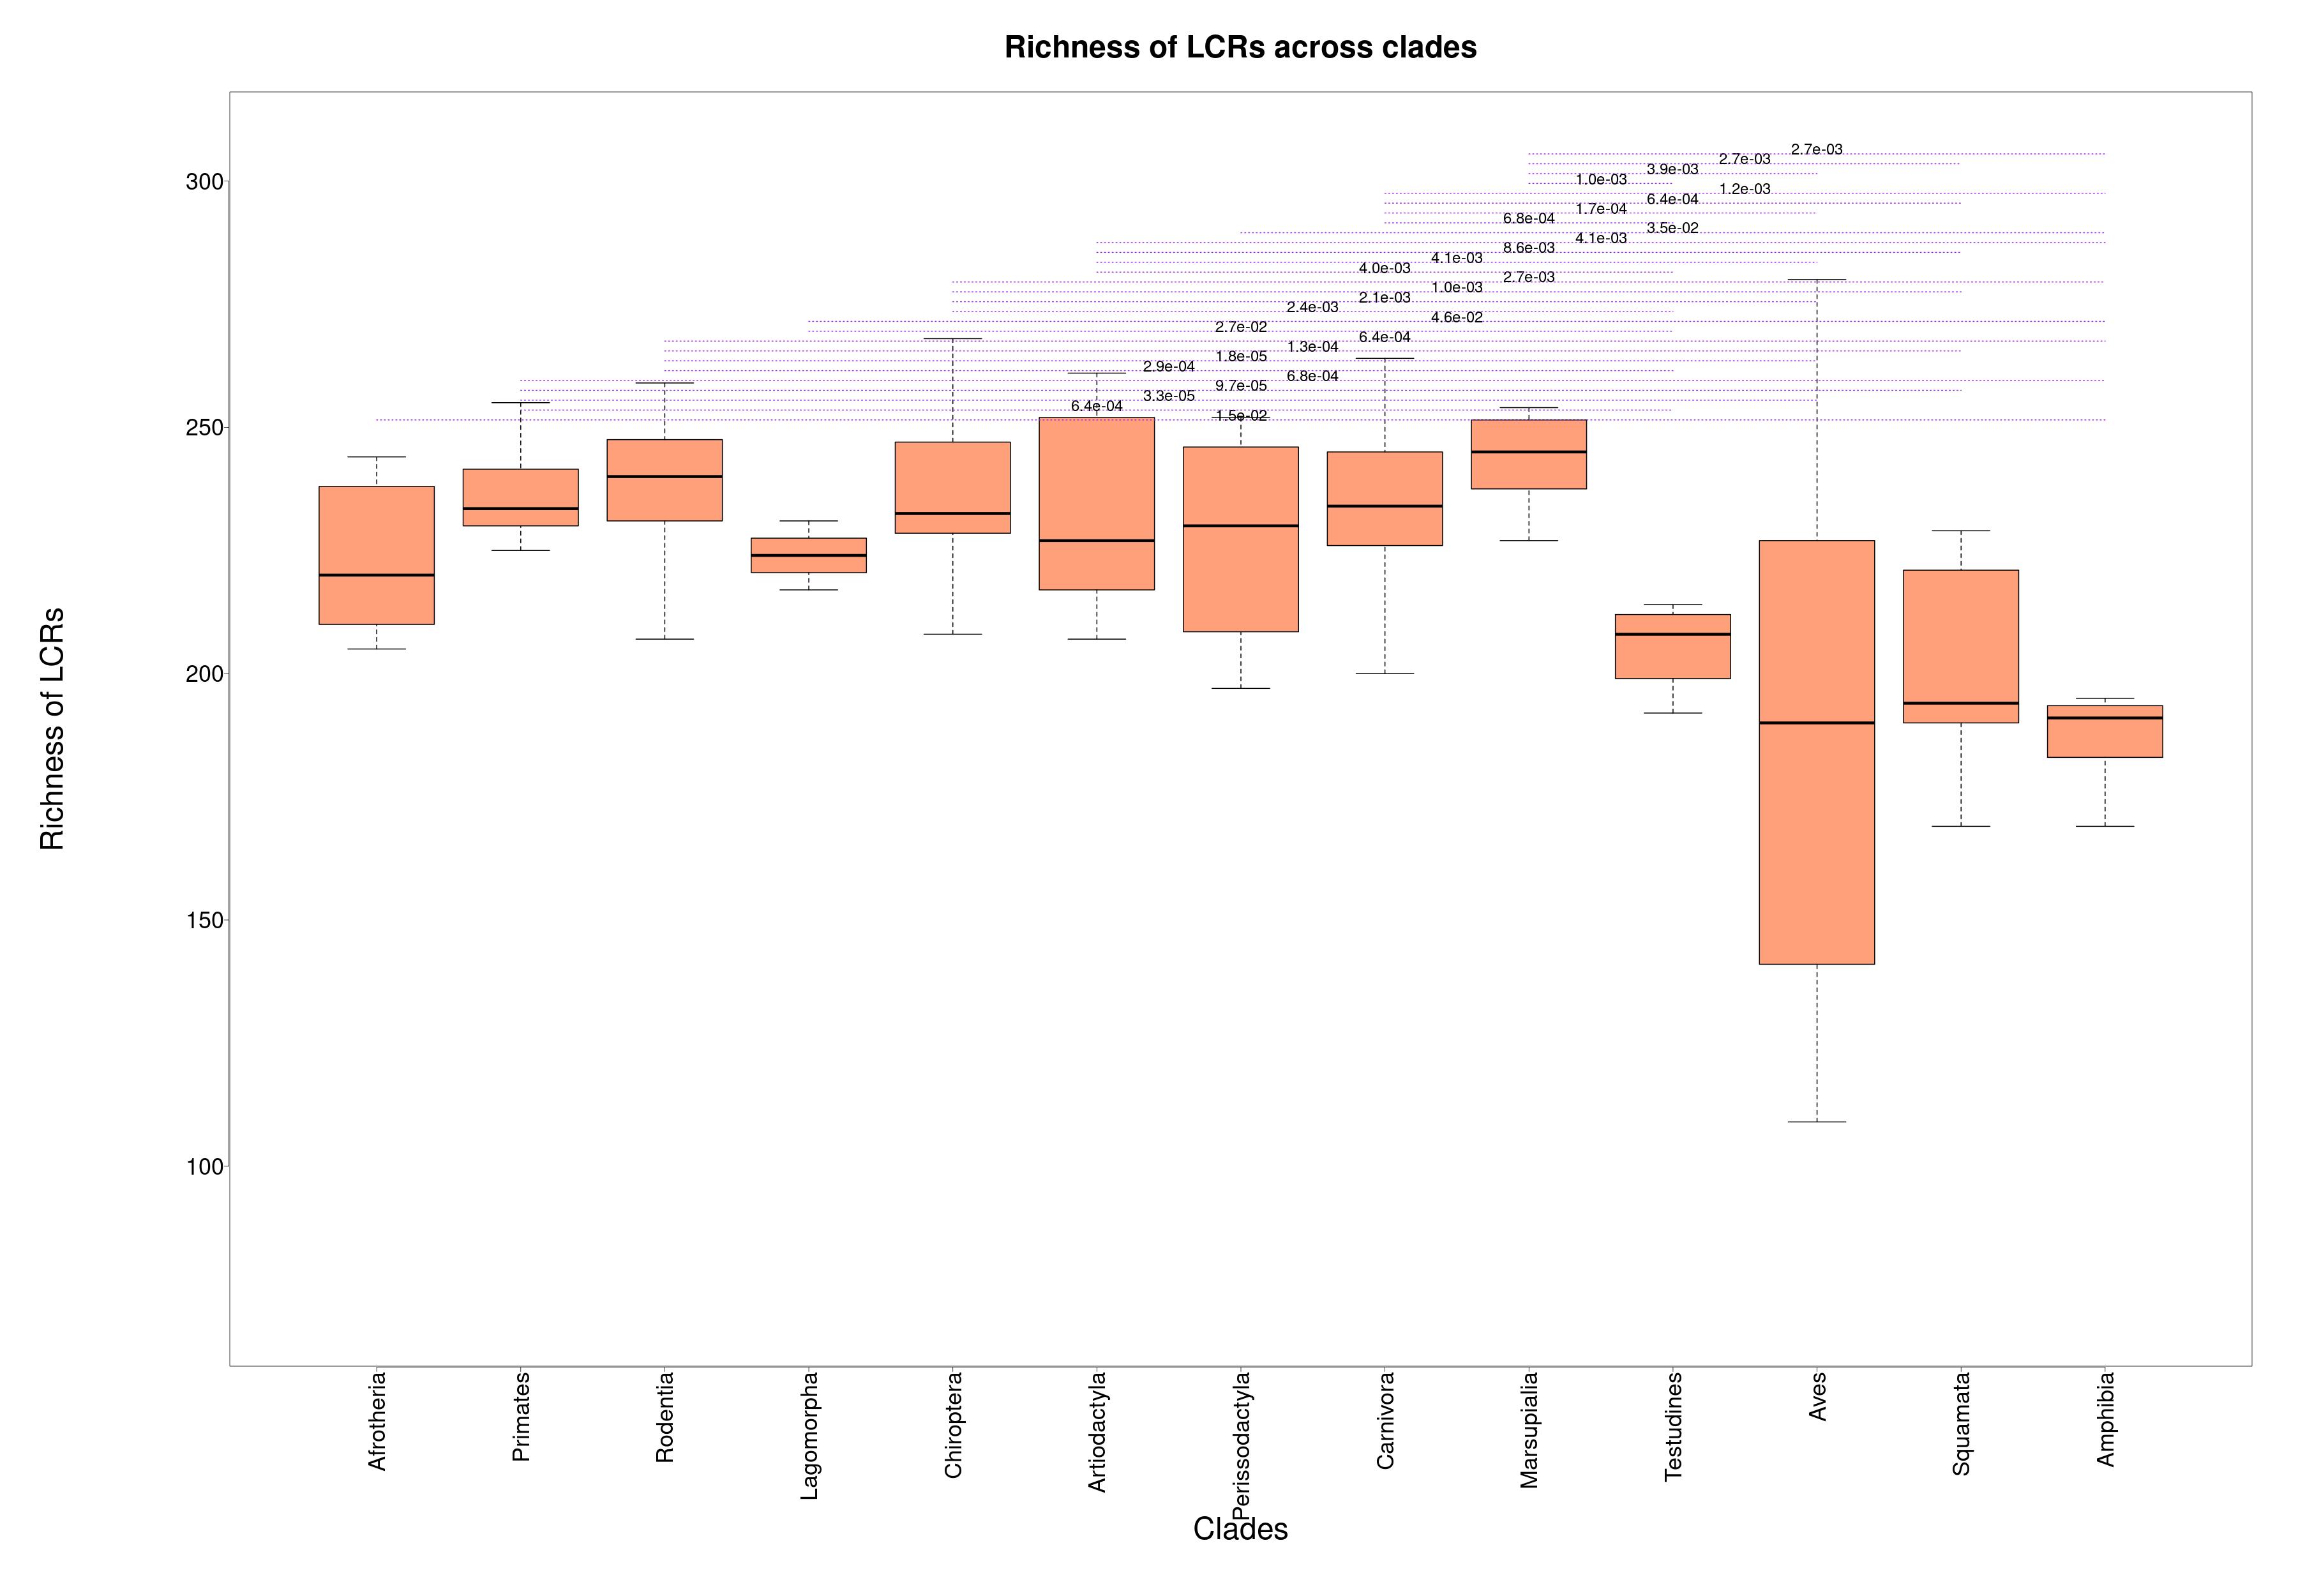 Richness of LCRs across clades
Richness of LCRs
300
250
200
150
100
2.7e-03
2.7e-03
3.9e-03
1.0e-03
1.2e-03
6.4e-04
1.7e-04
6.8e-04
3.5e-02
4.1e-03
8.6e-03
4.1e-03
4.0e-03
2.7e-03
1.0e-03
2.1e-03
2.4e-03
4.6e-02
2.7e-02
6.4e-04
1.3e-04
1.8e-05
2.9e-04
6.8e-04
9.7e-05
3.3e-05
6.4e-04
1.5e-02
Afrotheria
Primates
Rodentia
Lagomorpha
Chiroptera
Artiodactyla
Perissodactyla
Carnivora
Marsupialia
Testudines
Aves
Squamata
Amphibia
Clades